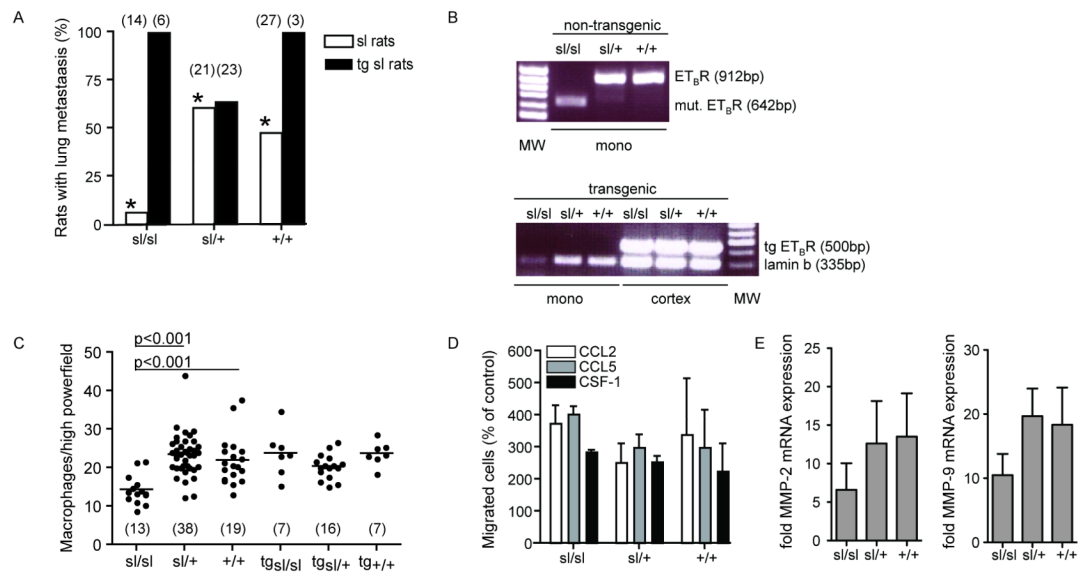 A
Rats with lung metastaasis (%)
100
75
50
25
0
(14) (6)
(21)(23)
(27) (3)
*
*
*
sl/sl
sl/+
+/+
sl rats
tg sl rats
B
non-transgenic
sl/sl sl/+ +/+
ETBR (912bp)
mut. ETBR (642bp)
MW
mono
transgenic
sl/sl sl/+ +/+ sl/sl sl/+ +/+
tg ETBR (500bp)
lamin b (335bp)
mono
cortex
MW
C
Macrophages/high powerfield
p<0.001
p<0.001
50
40
30
20
10
0
(13) (38) (19) (7) (16) (7)
sl/sl sl/+ +/+ tgsl/sl tgsl/+ tg+/+
D
Migrated cells (% of control)
600
500
400
300
200
100
0
CCL2
CCL5
CSF-1
sl/sl
sl/+
+/+
E
fold MMP-2 mRNA expression
25
20
15
10
5
0
sl/sl sl/+ +/+
fold MMP-9 mRNA expression
30
20
10
0
sl/sl sl/+ +/+